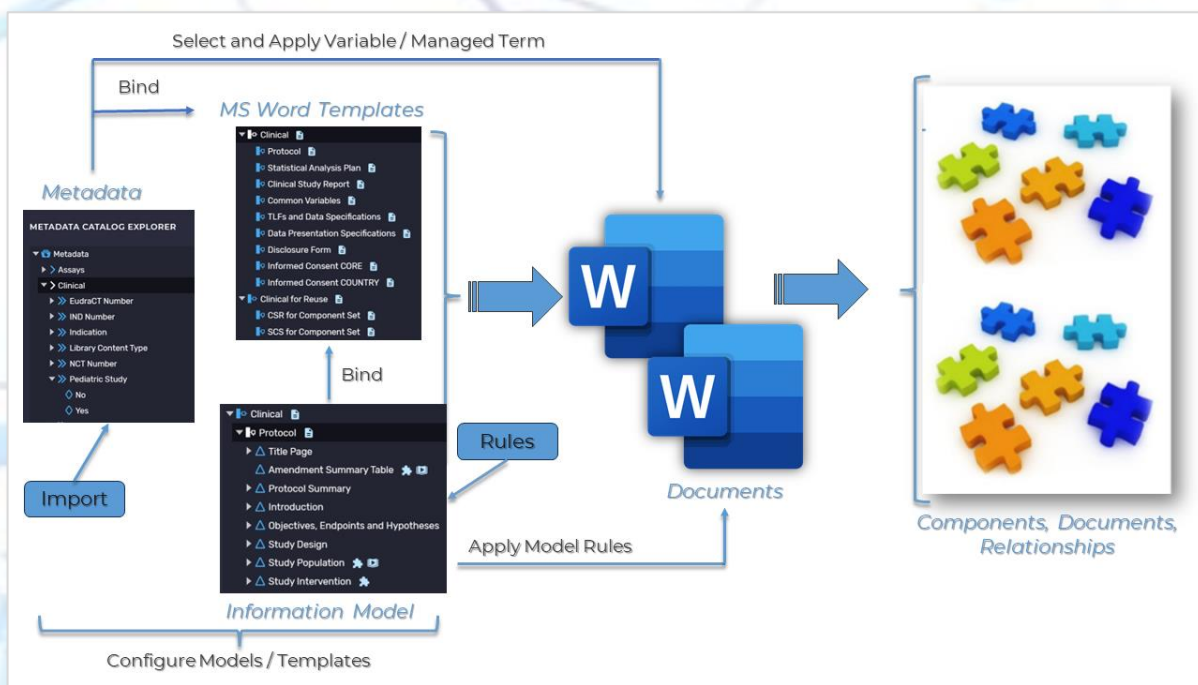 Select and Apply Variable / Managed Term
Bind
MS Word Templates
Clinical
Protocol
Statistical Analysis Plan
Clinical Study Report
Common Variables
TLFs and Data Specifications
Data Presentation Specifications
Disclosure Form
Informed Consent CORE
Informed Consent COUNTRY
Clinical for Reuse
CSR for Component Set
SCS for Component Set
Metadata
METADATA CATALOG EXPLORER
Metadata
Assays
Clinical
EudraCT Number
IND Number
Indication
Library Content Type
NCT Number
Pediatric Study
No
Yes
Import
Bind
Clinical
Protocol
Title Page
Amendment Summary Table
Protocol Summary
Introduction
Objectives, Endpoints and Hypotheses
Study Design
Study Population
Study Intervention
Information Model
Rules
Configure Models / Templates
Apply Model Rules
W
W
Documents
Components, Documents,
Relationships